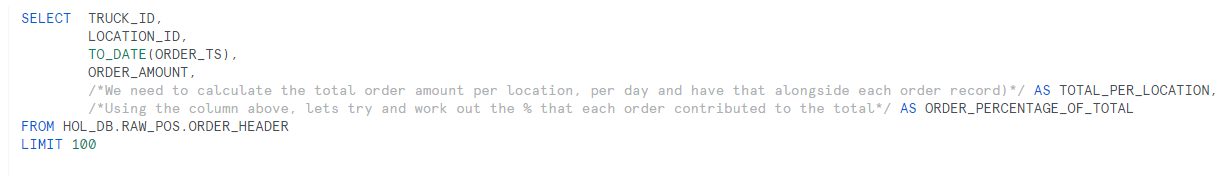 SELECT  TRUCK_ID,
        LOCATION_ID,
        TO_DATE(ORDER_TS),
        ORDER_AMOUNT,
        /*We need to calculate the total order amount per location, per day and have that alongside each order record)*/ AS TOTAL_PER_LOCATION,
        /*Using the column above, lets try and work out the % that each order contributed to the total*/ AS ORDER_PERCENTAGE_OF_TOTAL
FROM HOL_DB.RAW_POS.ORDER_HEADER
LIMIT 100